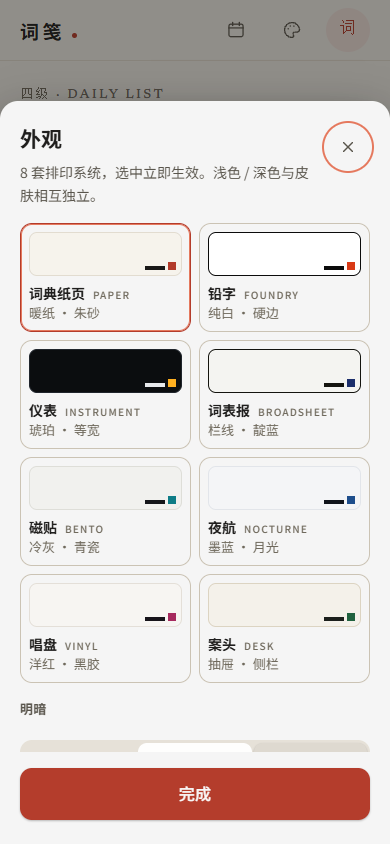 词笺
词
四级 · DAILY LIST
外观
8 套排印系统，选中立即生效。浅色 / 深色与皮
肤相互独立。
词典纸页 PAPER
暖纸 · 朱砂
铅字 FOUNDRY
纯白 · 硬边
仪表 INSTRUMENT
琥珀 · 等宽
词表报 BROADSHEET
栏线 · 靛蓝
磁贴 BENTO
冷灰 · 青瓷
夜航 NOCTURNE
墨蓝 · 月光
唱盘 VINYL
洋红 · 黑胶
案头 DESK
抽屉 · 侧栏
明暗
完成